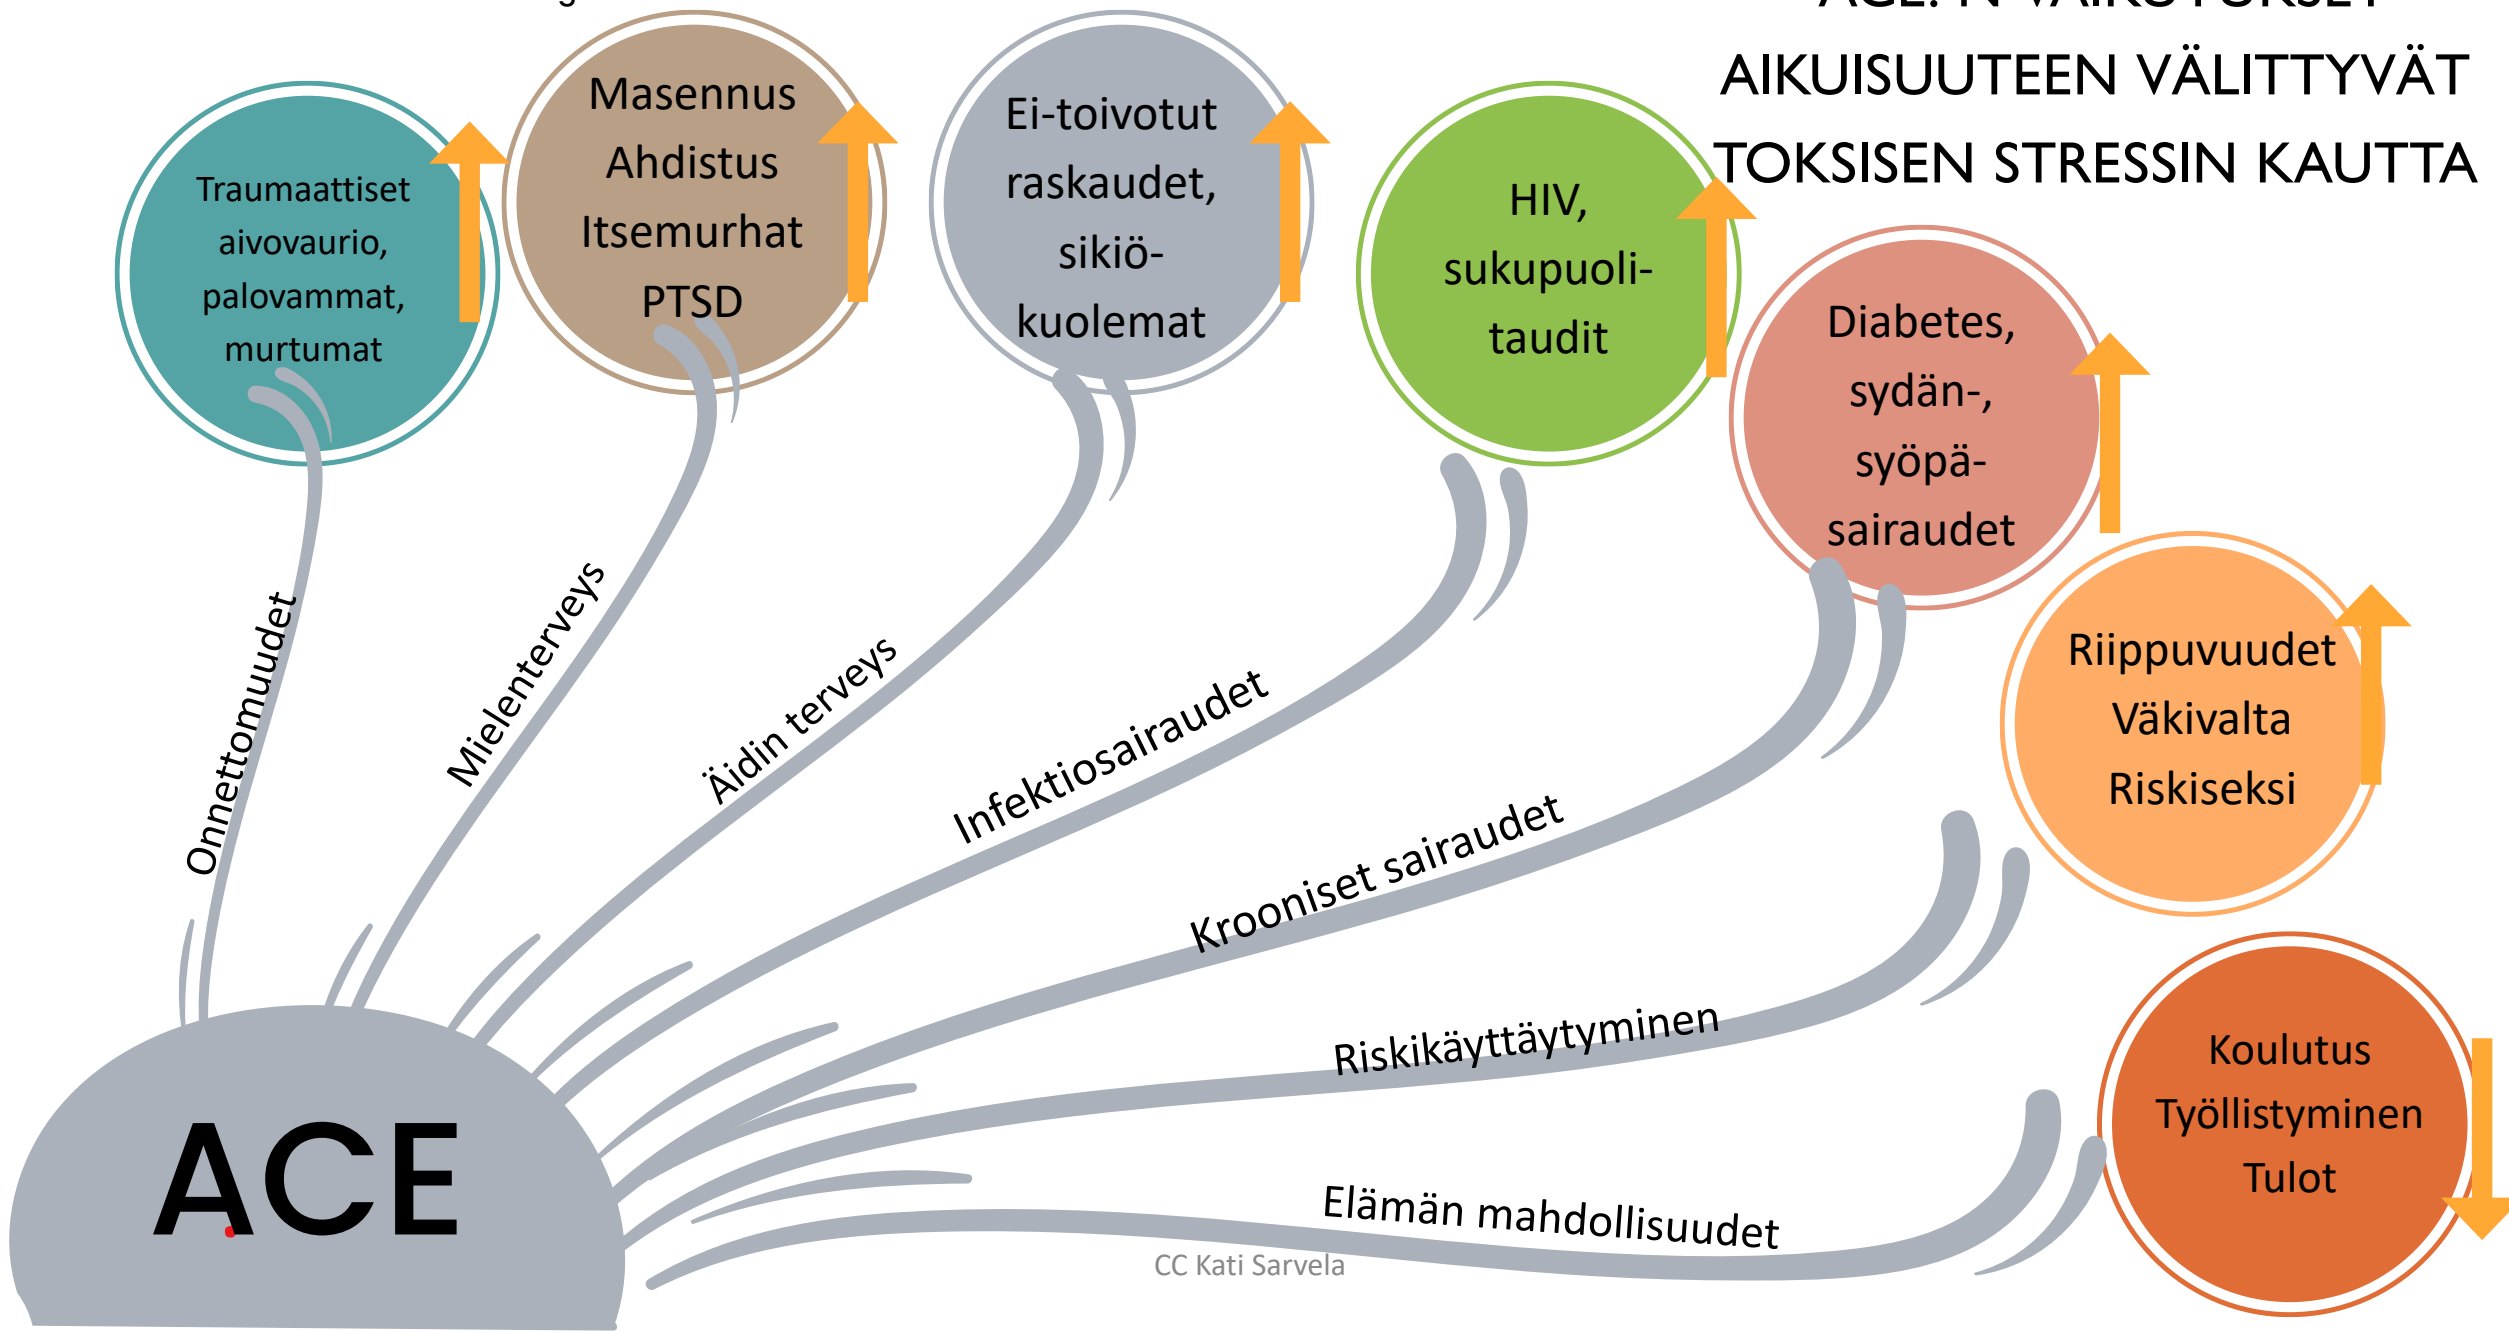 ACE:N VAIKUTUKSET
AIKUISUUTEEN VÄLITTYVÄT
TOKSISEN STRESSIN KAUTTA
Traumaattiset
aivovaurio,
palovammat,
murtumat
Masennus
Ahdistus
Itsemurhat
PTSD
Ei-toivotut
raskaudet,
sikiö-
kuolemat
HIV,
sukupuoli-
taudit
Diabetes,
sydän-,
syöpä-
sairaudet
Riippuvuudet
Väkivalta
Riskiseksi
Koulutus
Työllistyminen
Tulot
Onnettomuudet
Mielenterveys
Äidin terveys
Infektiosairaudet
Krooniset sairaudet
Riskikäyttäytyminen
Elämän mahdollisuudet
ACE
CC Kati Sarvela